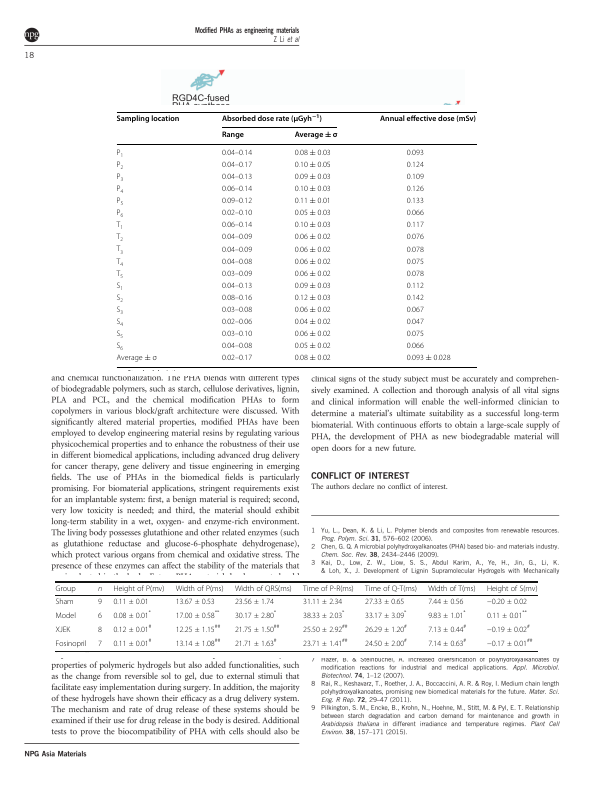 npg
Modified PHAs as engineering materials
Z Li et al
18
RGD4C-fused
Sampling location Absorbed dose rate (μGyh⁻¹) Annual effective dose (mSv)
Range Average ± σ
P₁ 0.04–0.14 0.08 ± 0.03 0.093
P₂ 0.04–0.17 0.10 ± 0.05 0.124
P₃ 0.04–0.13 0.09 ± 0.03 0.109
P₄ 0.06–0.14 0.10 ± 0.03 0.126
P₅ 0.09–0.12 0.11 ± 0.01 0.133
P₆ 0.02–0.10 0.05 ± 0.03 0.066
T₁ 0.06–0.14 0.10 ± 0.03 0.117
T₂ 0.04–0.09 0.06 ± 0.02 0.076
T₃ 0.04–0.09 0.06 ± 0.02 0.078
T₄ 0.04–0.08 0.06 ± 0.02 0.075
T₅ 0.03–0.09 0.06 ± 0.02 0.078
S₁ 0.04–0.13 0.09 ± 0.03 0.112
S₂ 0.08–0.16 0.12 ± 0.03 0.142
S₃ 0.03–0.08 0.06 ± 0.02 0.067
S₄ 0.02–0.06 0.04 ± 0.02 0.047
S₅ 0.03–0.10 0.06 ± 0.02 0.075
S₆ 0.04–0.08 0.05 ± 0.02 0.066
Average ± σ 0.02–0.17 0.08 ± 0.02 0.093 ± 0.028
and chemical functionalization. The PHA blends with different types
of biodegradable polymers, such as starch, cellulose derivatives, lignin,
PLA and PCL, and the chemical modification PHAs to form
copolymers in various block/graft architecture were discussed. With
significantly altered material properties, modified PHAs have been
employed to develop engineering material resins by regulating various
physicochemical properties and to enhance the robustness of their use
in different biomedical applications, including advanced drug delivery
for cancer therapy, gene delivery and tissue engineering in emerging
fields. The use of PHAs in the biomedical fields is particularly
promising. For biomaterial applications, stringent requirements exist
for an implantable system: first, a benign material is required; second,
very low toxicity is needed; and third, the material should exhibit
long-term stability in a wet, oxygen- and enzyme-rich environment.
The living body possesses glutathione and other related enzymes (such
as glutathione reductase and glucose-6-phosphate dehydrogenase),
which protect various organs from chemical and oxidative stress. The
presence of these enzymes can affect the stability of the materials that
clinical signs of the study subject must be accurately and comprehen-
sively examined. A collection and thorough analysis of all vital signs
and clinical information will enable the well-informed clinician to
determine a material's ultimate suitability as a successful long-term
biomaterial. With continuous efforts to obtain a large-scale supply of
PHA, the development of PHA as new biodegradable material will
open doors for a new future.
CONFLICT OF INTEREST
The authors declare no conflict of interest.
1 Yu, L., Dean, K. & Li, L. Polymer blends and composites from renewable resources.
Prog. Polym. Sci. 31, 576–602 (2006).
2 Chen, G. Q. A microbial polyhydroxyalkanoates (PHA) based bio- and materials industry.
Chem. Soc. Rev. 38, 2434–2446 (2009).
3 Kai, D., Low, Z. W., Liow, S. S., Abdul Karim, A., Ye, H., Jin, G., Li, K.
& Loh, X. J. Development of Lignin Supramolecular Hydrogels with Mechanically
Group n Height of P(mv) Width of P(ms) Width of QRS(ms) Time of P-R(ms) Time of Q-T(ms) Width of T(ms) Height of S(mv)
Sham 9 0.11 ± 0.01 13.67 ± 0.53 23.56 ± 1.74 31.11 ± 2.34 27.33 ± 0.65 7.44 ± 0.56 −0.20 ± 0.02
Model 6 0.08 ± 0.01* 17.00 ± 0.58** 30.17 ± 2.80* 38.33 ± 2.03* 33.17 ± 3.09* 9.83 ± 1.01* 0.11 ± 0.01**
XJEK 8 0.12 ± 0.01# 12.25 ± 1.15## 21.75 ± 1.50## 25.50 ± 2.92## 26.29 ± 1.20# 7.13 ± 0.44# −0.19 ± 0.02#
Fosinopril 7 0.11 ± 0.01# 13.14 ± 1.08## 21.71 ± 1.63# 23.71 ± 1.41## 24.50 ± 2.00# 7.14 ± 0.63# −0.17 ± 0.01##
properties of polymeric hydrogels but also added functionalities, such
as the change from reversible sol to gel, due to external stimuli that
facilitate easy implementation during surgery. In addition, the majority
of these hydrogels have shown their efficacy as a drug delivery system.
The mechanism and rate of drug release of these systems should be
examined if their use for drug release in the body is desired. Additional
tests to prove the biocompatibility of PHA with cells should also be
7 Hazer, B. & Steinbüchel, A. Increased diversification of polyhydroxyalkanoates by
modification reactions for industrial and medical applications. Appl. Microbiol.
Biotechnol. 74, 1–12 (2007).
8 Rai, R., Keshavarz, T., Roether, J. A., Boccaccini, A. R. & Roy, I. Medium chain length
polyhydroxyalkanoates, promising new biomedical materials for the future. Mater. Sci.
Eng. R Rep. 72, 29–47 (2011).
9 Pilkington, S. M., Encke, B., Krohn, N., Hoehne, M., Stitt, M. & Pyl, E. T. Relationship
between starch degradation and carbon demand for maintenance and growth in
Arabidopsis thaliana in different irradiance and temperature regimes. Plant Cell
Environ. 38, 157–171 (2015).
NPG Asia Materials